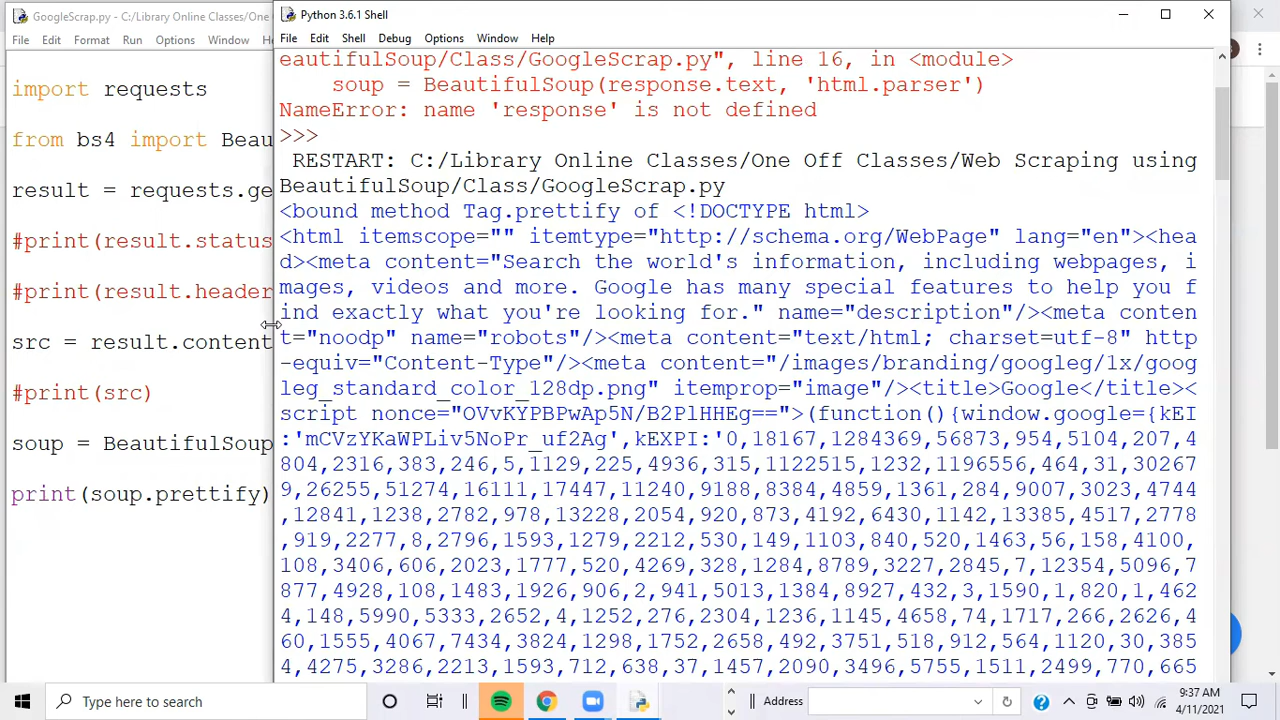 GoogleScrap.py - C:/Library Online Classes/One
File Edit Format Run Options Window
import requests
from bs4 import Beau
result = requests.ge
#print(result.status
#print(result.header
src = result.content
#print(src)
soup = BeautifulSoup
print(soup.prettify)
Python 3.6.1 Shell
File Edit Shell Debug Options Window Help
eautifulSoup/Class/GoogleScrap.py", line 16, in <module>
soup = BeautifulSoup(response.text, 'html.parser')
NameError: name 'response' is not defined
>>>
RESTART: C:/Library Online Classes/One Off Classes/Web Scraping using
BeautifulSoup/Class/GoogleScrap.py
<bound method Tag.prettify of <!DOCTYPE html>
<html itemscope="" itemtype="http://schema.org/WebPage" lang="en"><hea
d><meta content="Search the world's information, including webpages, i
mages, videos and more. Google has many special features to help you f
ind exactly what you're looking for." name="description"/><meta conten
t="noodp" name="robots"/><meta content="text/html; charset=utf-8" http
-equiv="Content-Type"/><meta content="/images/branding/googleg/1x/goog
leg_standard_color_128dp.png" itemprop="image"/><title>Google</title><
script nonce="OVvKYPBPwAp5N/B2PlHHEg==">(function(){window.google={kEI
:'mCVzYKaWPLiv5NoPr_uf2Ag',kEXPI:'0,18167,1284369,56873,954,5104,207,4
804,2316,383,246,5,1129,225,4936,315,1122515,1232,1196556,464,31,30267
9,26255,51274,16111,17447,11240,9188,8384,4859,1361,284,9007,3023,4744
,12841,1238,2782,978,13228,2054,920,873,4192,6430,1142,13385,4517,2778
,919,2277,8,2796,1593,1279,2212,530,149,1103,840,520,1463,56,158,4100,
108,3406,606,2023,1777,520,4269,328,1284,8789,3227,2845,7,12354,5096,7
877,4928,108,1483,1926,906,2,941,5013,1384,8927,432,3,1590,1,820,1,462
4,148,5990,5333,2652,4,1252,276,2304,1236,1145,4658,74,1717,266,2626,4
60,1555,4067,7434,3824,1298,1752,2658,492,3751,518,912,564,1120,30,385
4,4275,3286,2213,1593,712,638,37,1457,2090,3496,5755,1511,2499,770,665
Type here to search
Address
9:37 AM
4/11/2021